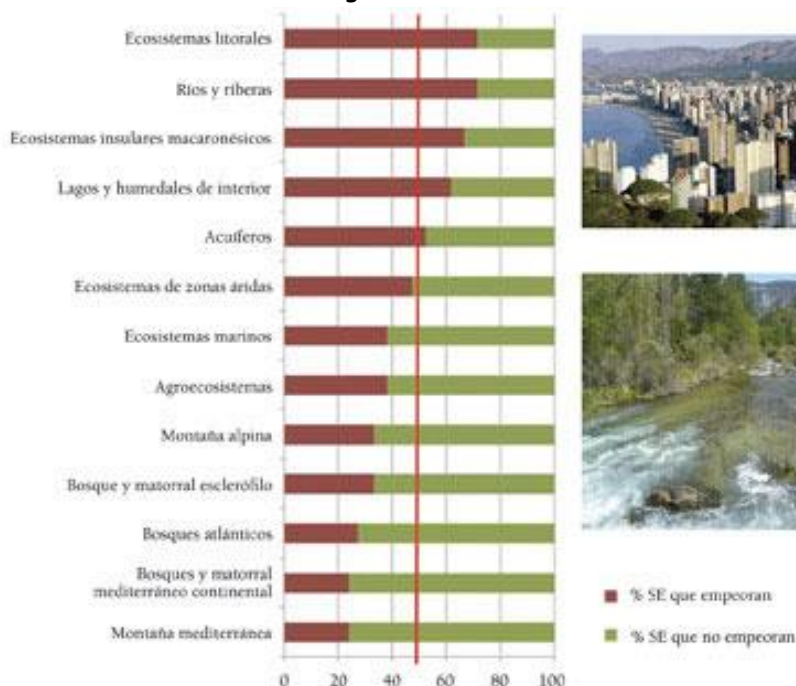 Ecosistemas litorales
Ríos y riberas
Ecosistemas insulares macaronésicos
Lagos y humedales de interior
Acuíferos
Ecosistemas de zonas áridas
Ecosistemas marinos
Agroecosistemas
Montaña alpina
Bosque y matorral esclerófilo
Bosques atlánticos
Bosques y matorral
mediterráneo continental
Montaña mediterránea
0 20 40 60 80 100
% SE que empeoran
% SE que no empeoran